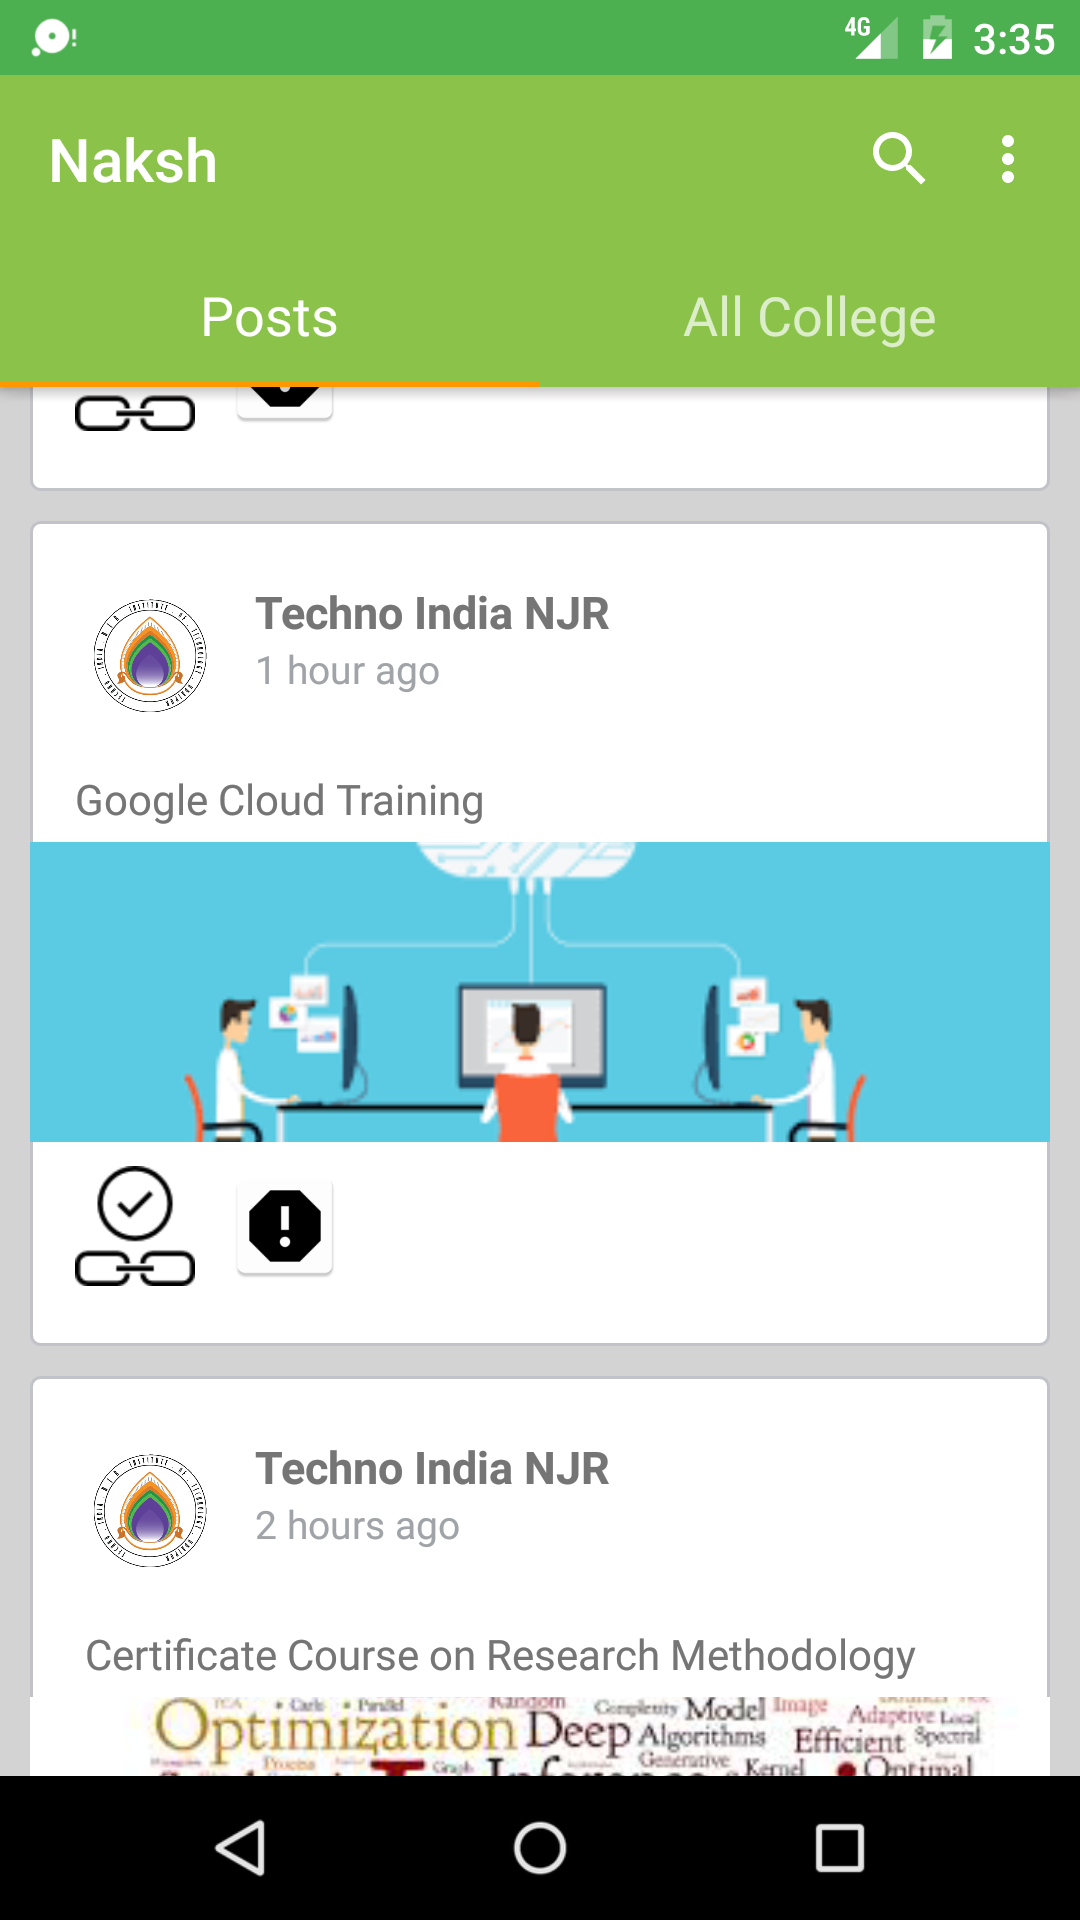 4G 3:35
Naksh
Posts
All College
Techno India NJR
1 hour ago
Google Cloud Training
Techno India NJR
2 hours ago
Certificate Course on Research Methodology
Random Complexity Model Image Adaptive Local
Optimization Deep Algorithms Efficient Spectral
Process Graph Generative Kernel Optimal